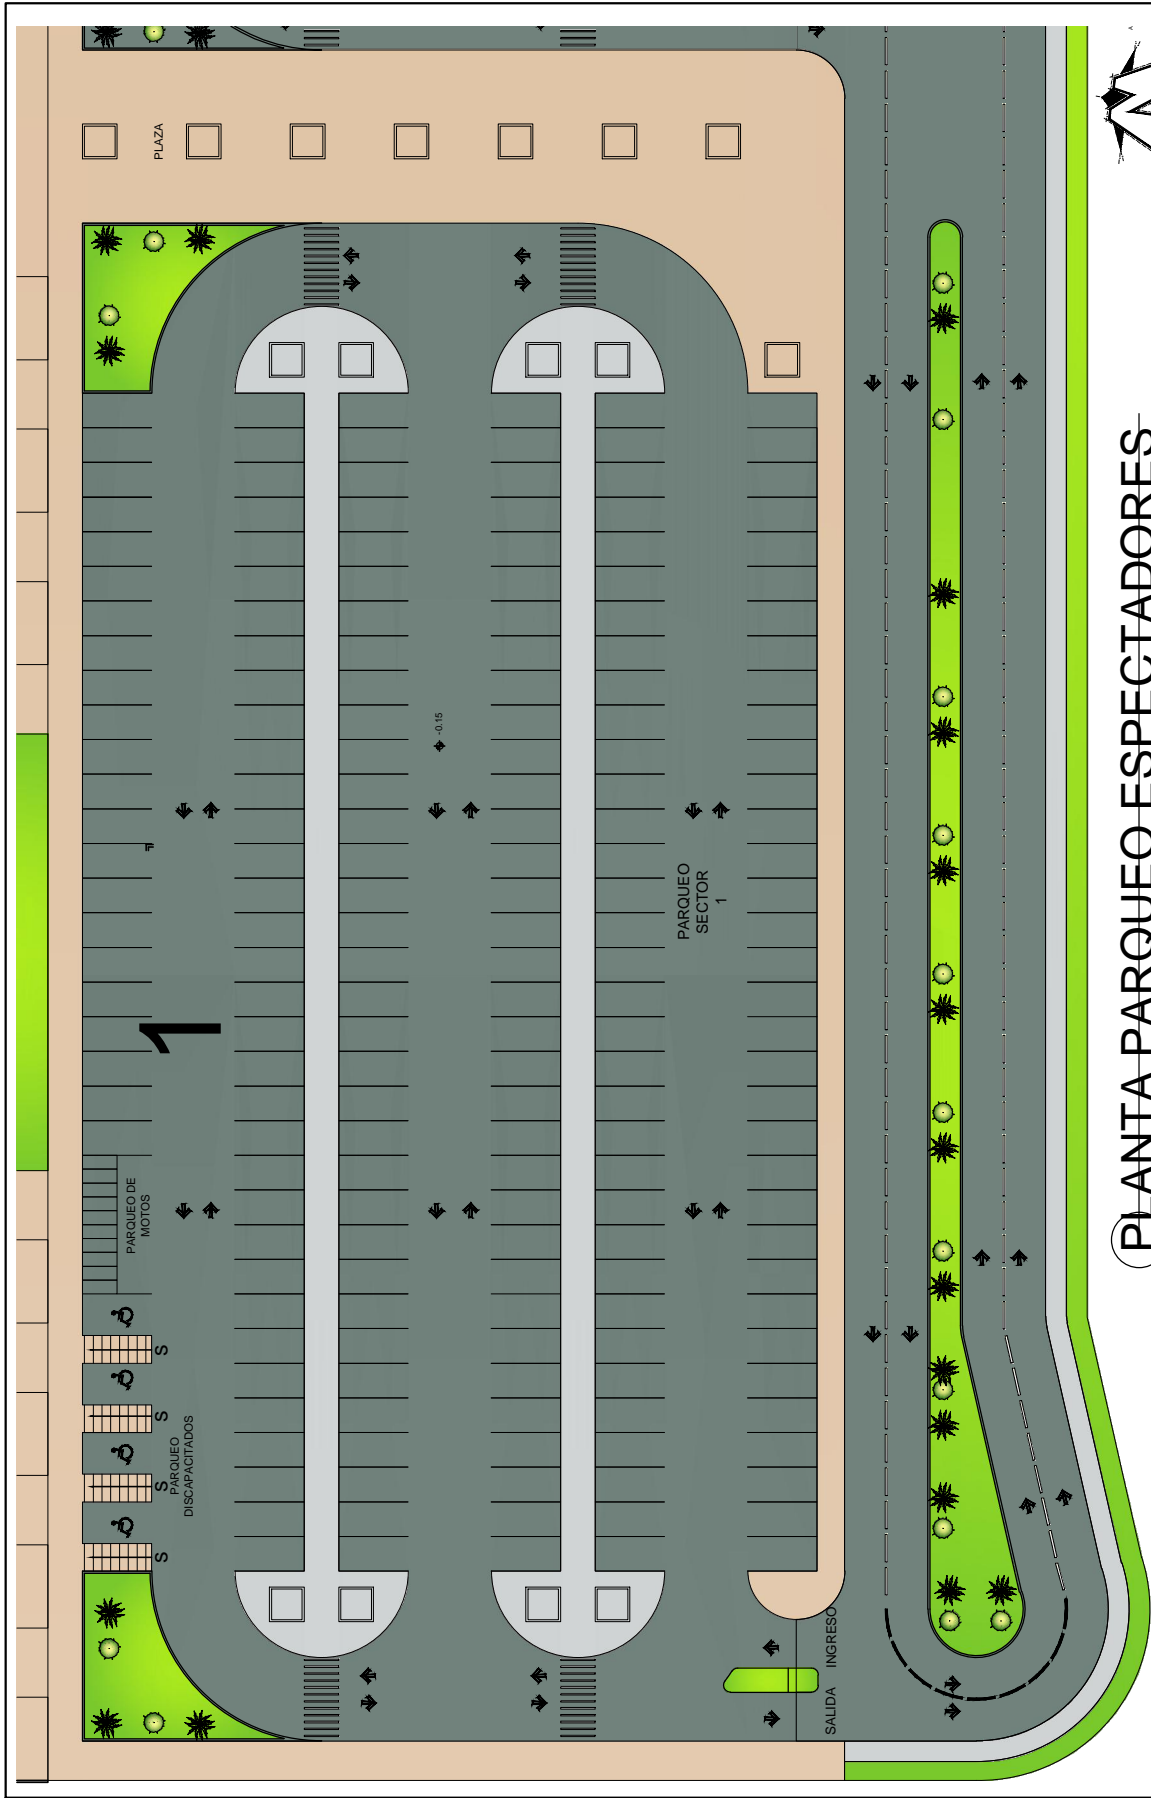 PLAZA
-0.15
PARQUEO
SECTOR
1
1
PARQUEO DE
MOTOS
S
S
S
S
PARQUEO
DISCAPACITADOS
SALIDA INGRESO
PLANTA PARQUEO ESPECTADORES